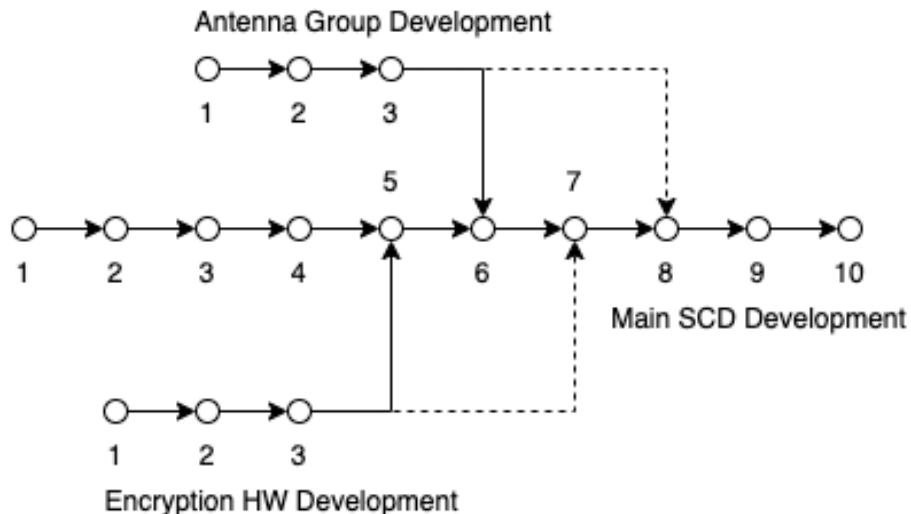 Antenna Group Development
1 2 3
5 7
1 2 3 4 6 8 9 10
Main SCD Development
1 2 3
Encryption HW Development